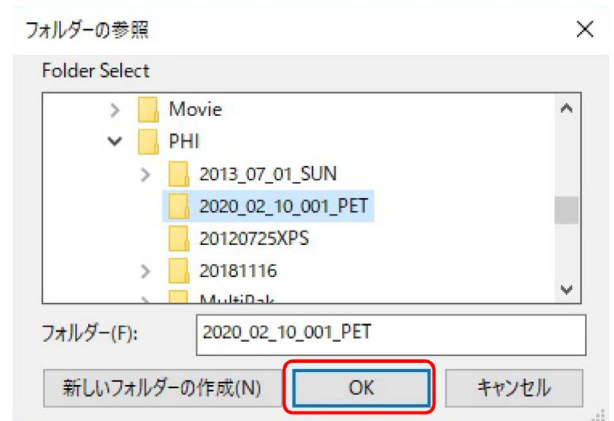 フォルダーの参照
Folder Select
Movie
PHI
2013_07_01_SUN
2020_02_10_001_PET
20120725XPS
20181116
MultiPak
フォルダー(F): 2020_02_10_001_PET
新しいフォルダーの作成(N) OK キャンセル